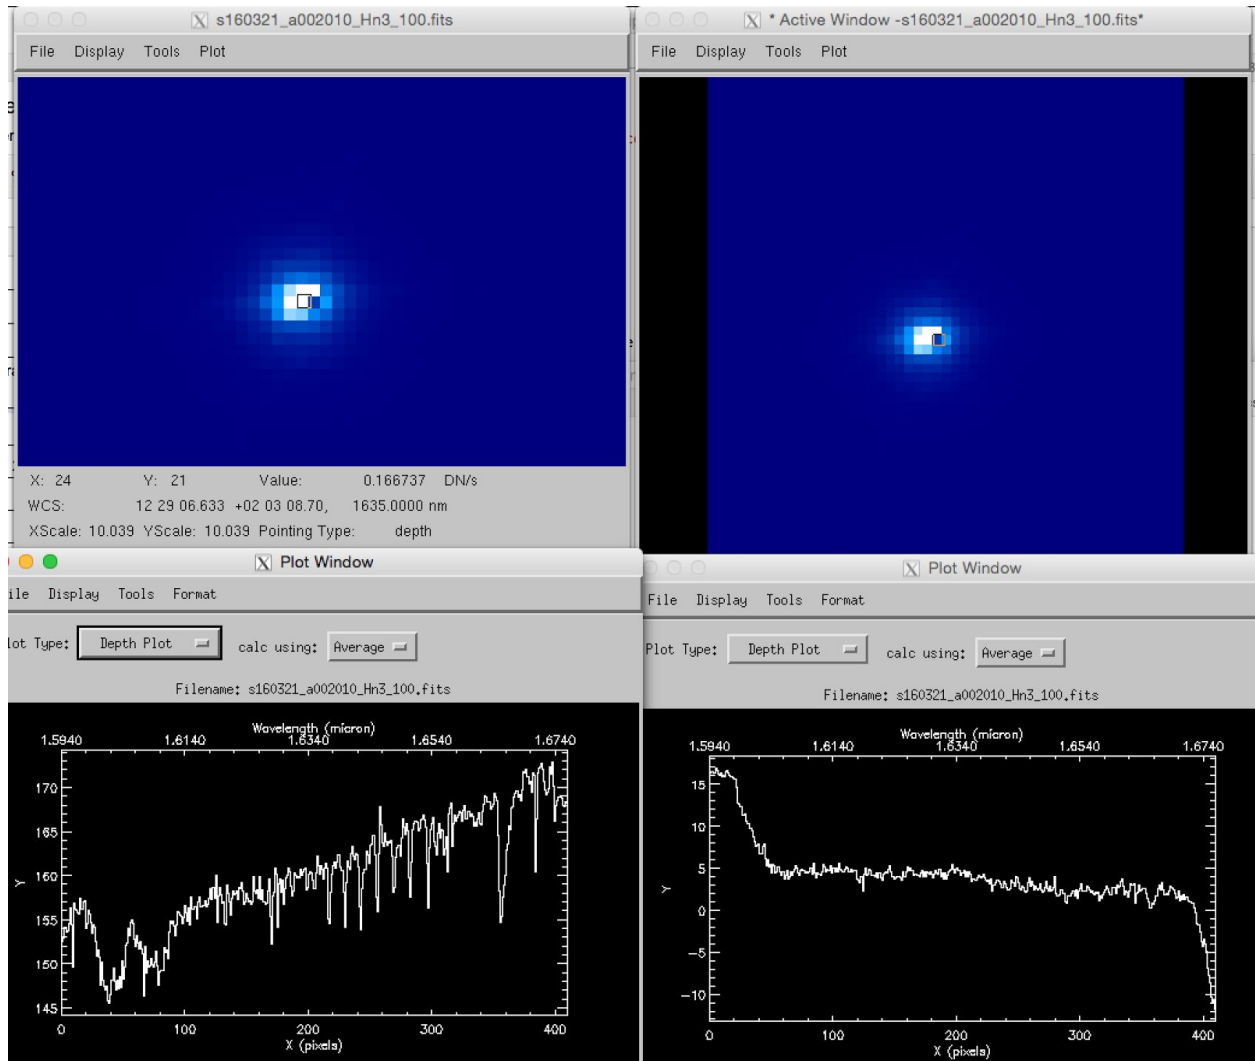 s160321_a002010_Hn3_100.fits
File Display Tools Plot
X: 24 Y: 21 Value: 0.166737 DN/s
WCS: 12 29 06.633 +02 03 08.70, 1635.0000 nm
XScale: 10.039 YScale: 10.039 Pointing Type: depth
* Active Window -s160321_a002010_Hn3_100.fits*
File Display Tools Plot
Plot Window
ile Display Tools Format
lot Type: Depth Plot calc using: Average
Filename: s160321_a002010_Hn3_100.fits
Wavelength (micron)
1.5940 1.6140 1.6340 1.6540 1.6740
170
165
160
Y
155
150
145
0 100 200 300 400
X (pixels)
Plot Window
File Display Tools Format
Plot Type: Depth Plot calc using: Average
Filename: s160321_a002010_Hn3_100.fits
Wavelength (micron)
1.5940 1.6140 1.6340 1.6540 1.6740
15
10
5
Y
0
-5
-10
0 100 200 300 400
X (pixels)